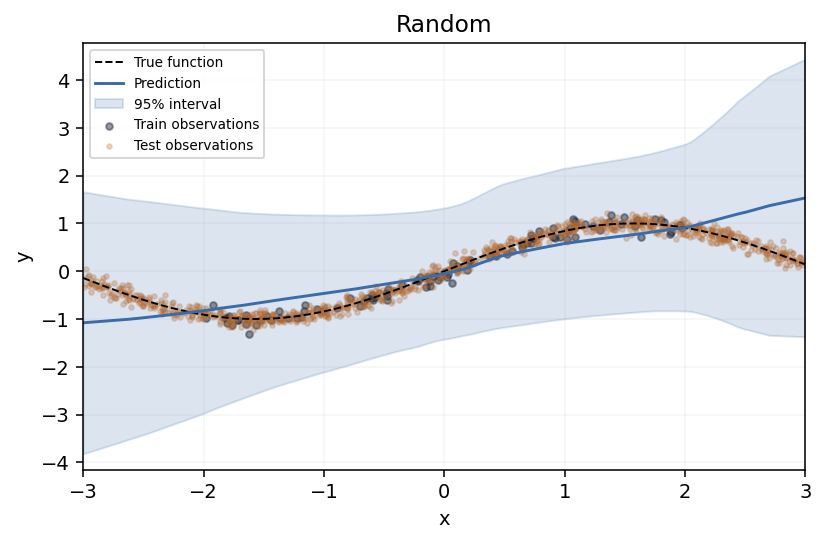 Random
True function
Prediction
95% interval
Train observations
Test observations
y
4
3
2
1
0
−1
−2
−3
−4
−3 −2 −1 0 1 2 3
x